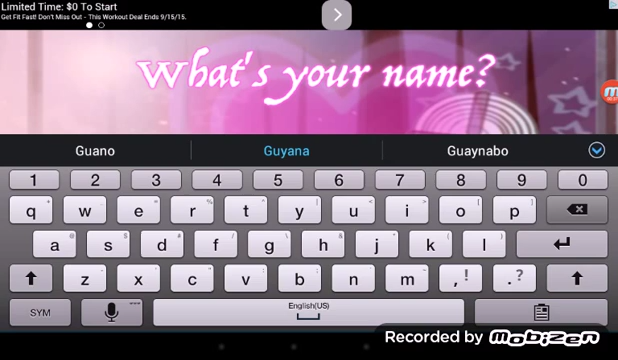 Limited Time: $0 To Start
Get Fit Fast! Don't Miss Out - This Workout Deal Ends 9/15/15.
What's your name?
Guano Guyana Guaynabo
1 2 3 4 5 6 7 8 9 0
q w e r t y u i o p
a s d f g h j k l
z x c v b n m , ! . ?
SYM English(US)
Recorded by Mobizen